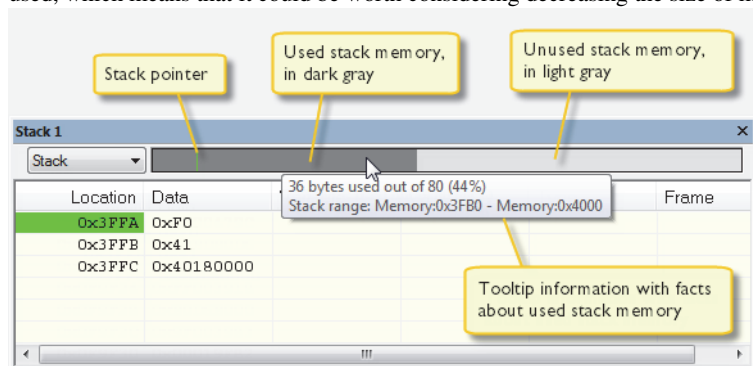 used, which means that it could be worth considering decreasing the size of
Stack pointer
Used stack memory,
in dark gray
Unused stack memory,
in light gray
Stack 1
Stack
36 bytes used out of 80 (44%)
Stack range: Memory:0x3FB0 - Memory:0x4000
Location Data Frame
0x3FFA 0xF0
0x3FFB 0x41
0x3FFC 0x40180000
Tooltip information with facts
about used stack memory